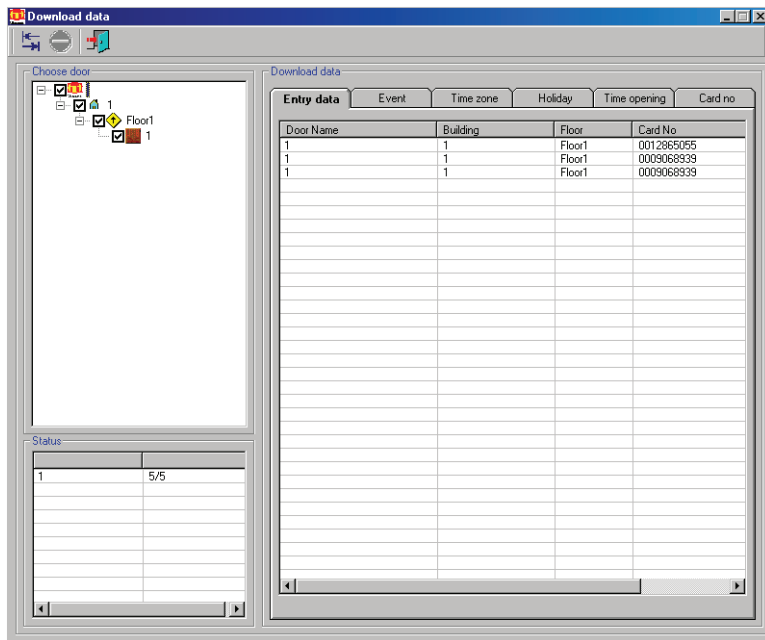 Download data
Choose door
1
Floor1
1
Status
1 5/5
Download data
Entry data Event Time zone Holiday Time opening Card no
Door Name Building Floor Card No
1 1 Floor1 0012865055
1 1 Floor1 0009068939
1 1 Floor1 0009068939